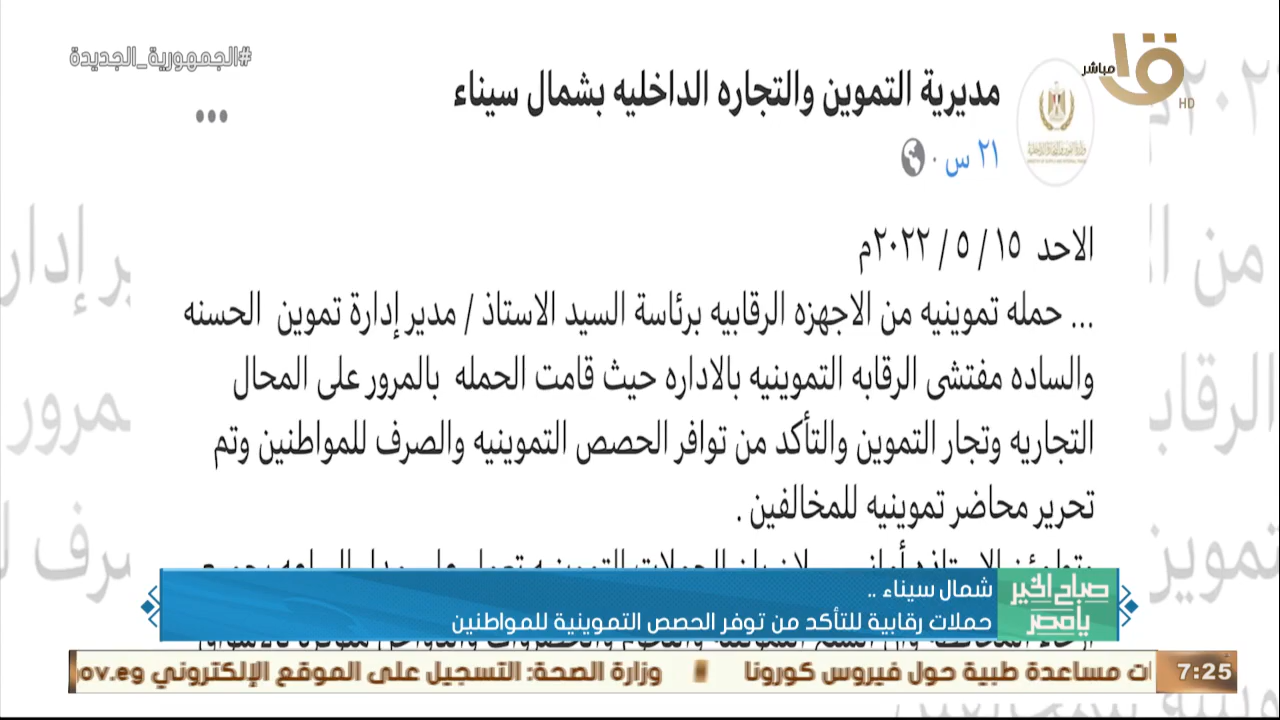 #الجمهورية_الجديدة
مباشر
HD
مديرية التموين والتجاره الداخليه بشمال سيناء
٢١ س ·
الاحد ١٥ / ٥ / ٢٠٢٢م
... حمله تموينيه من الاجهزه الرقابيه برئاسة السيد الاستاذ / مدير إدارة تموين الحسنه
والساده مفتشى الرقابه التموينيه بالاداره حيث قامت الحمله بالمرور على المحال
التجاريه وتجار التموين والتأكد من توافر الحصص التموينيه والصرف للمواطنين وتم
تحرير محاضر تموينيه للمخالفين .
صباح الخير
يا مصر
شمال سيناء ..
حملات رقابية للتأكد من توفر الحصص التموينية للمواطنين
7:25
ات مساعدة طبية حول فيروس كورونا
وزارة الصحة: التسجيل على الموقع الإلكتروني ov.eg